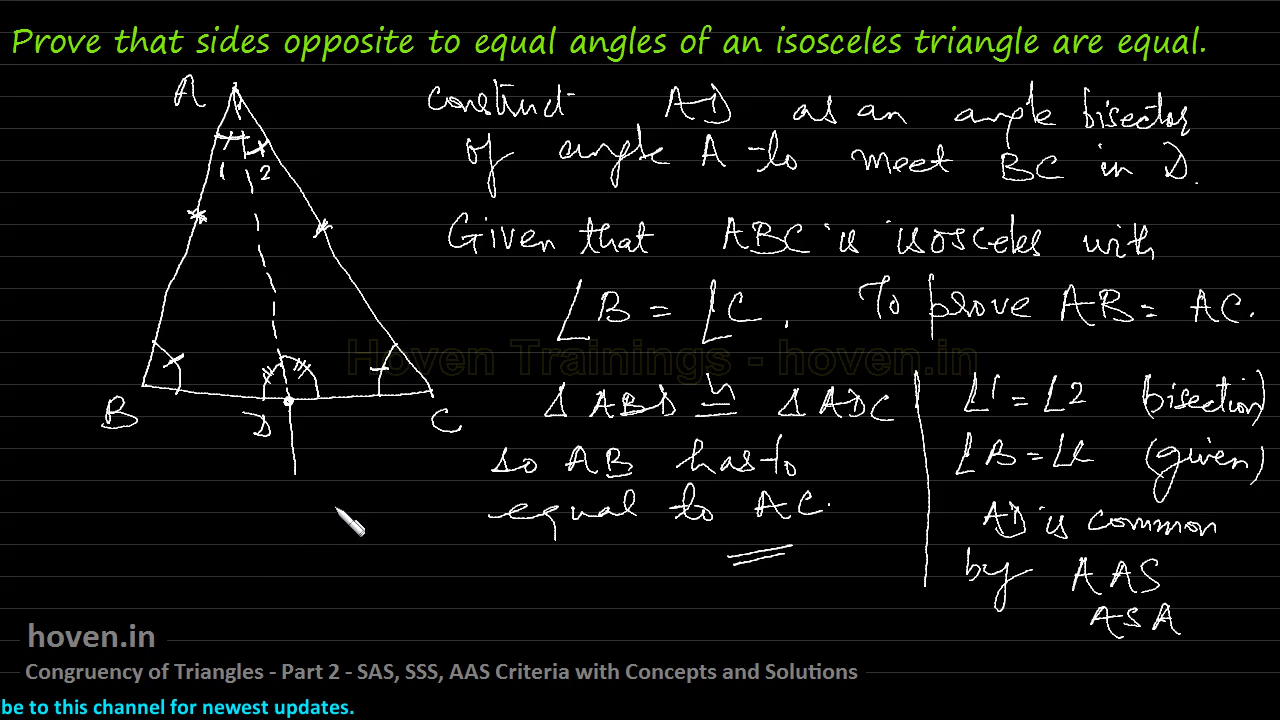 Prove that sides opposite to equal angles of an isosceles triangle are equal.
A
1 2
B
D
C
construct AD as an angle bisector
of angle A to meet BC in D.
Given that ABC is isosceles with
∠B = ∠C, To prove AB = AC.
Hoven Trainings - hoven.in
Δ ABD ≅ Δ ADC
so AB has to
equal to AC.
∠1 = ∠2 (bisection)
∠B = ∠C (given)
AD is common
by AAS
ASA
hoven.in
Congruency of Triangles - Part 2 - SAS, SSS, AAS Criteria with Concepts and Solutions
be to this channel for newest updates.